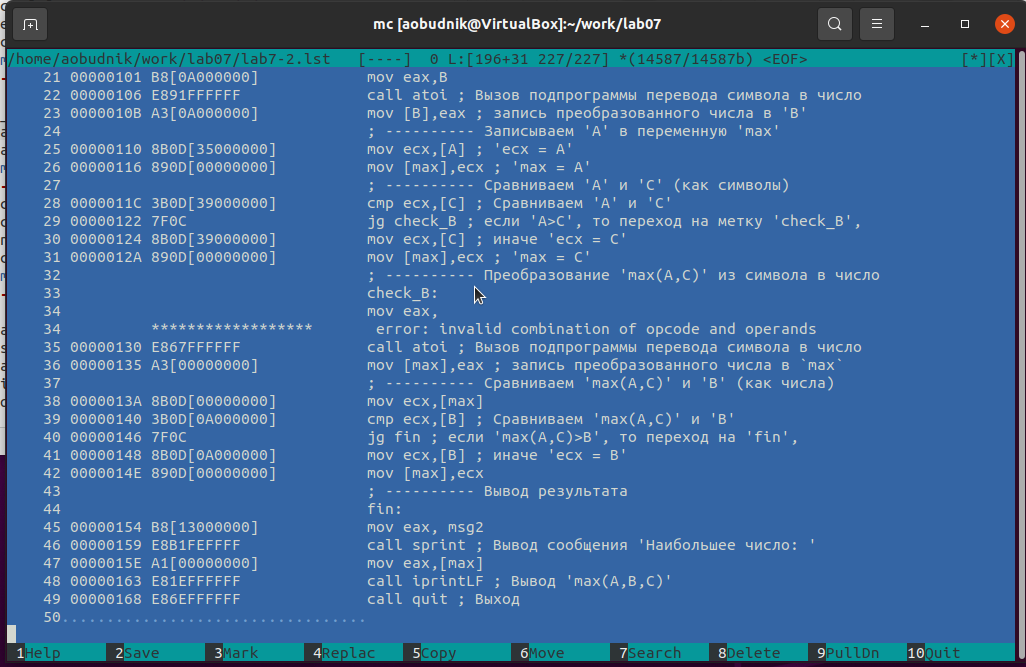 mc [aobudnik@VirtualBox]:~/work/lab07
/home/aobudnik/work/lab07/lab7-2.lst   [----]  0 L:[196+31 227/227] *(14587/14587b) <EOF>                 [*][X]
21 00000101 B8[0A000000]            mov eax,B
22 00000106 E891FFFFFF              call atoi ; Вызов подпрограммы перевода символа в число
23 0000010B A3[0A000000]            mov [B],eax ; запись преобразованного числа в 'B'
24                                  ; ---------- Записываем 'A' в переменную 'max'
25 00000110 8B0D[35000000]          mov ecx,[A] ; 'ecx = A'
26 00000116 890D[00000000]          mov [max],ecx ; 'max = A'
27                                  ; ---------- Сравниваем 'A' и 'С' (как символы)
28 0000011C 3B0D[39000000]          cmp ecx,[C] ; Сравниваем 'A' и 'С'
29 00000122 7F0C                    jg check_B ; если 'A>C', то переход на метку 'check_B',
30 00000124 8B0D[39000000]          mov ecx,[C] ; иначе 'ecx = C'
31 0000012A 890D[00000000]          mov [max],ecx ; 'max = C'
32                                  ; ---------- Преобразование 'max(A,C)' из символа в число
33                                  check_B:
34                                  mov eax,
34          ******************       error: invalid combination of opcode and operands
35 00000130 E867FFFFFF              call atoi ; Вызов подпрограммы перевода символа в число
36 00000135 A3[00000000]            mov [max],eax ; запись преобразованного числа в `max`
37                                  ; ---------- Сравниваем 'max(A,C)' и 'B' (как числа)
38 0000013A 8B0D[00000000]          mov ecx,[max]
39 00000140 3B0D[0A000000]          cmp ecx,[B] ; Сравниваем 'max(A,C)' и 'B'
40 00000146 7F0C                    jg fin ; если 'max(A,C)>B', то переход на 'fin',
41 00000148 8B0D[0A000000]          mov ecx,[B] ; иначе 'ecx = B'
42 0000014E 890D[00000000]          mov [max],ecx
43                                  ; ---------- Вывод результата
44                                  fin:
45 00000154 B8[13000000]            mov eax, msg2
46 00000159 E8B1FEFFFF              call sprint ; Вывод сообщения 'Наибольшее число: '
47 0000015E A1[00000000]            mov eax,[max]
48 00000163 E81EFFFFFF              call iprintLF ; Вывод 'max(A,B,C)'
49 00000168 E86EFFFFFF              call quit ; Выход
50..................................
1Help 2Save 3Mark 4Replac 5Copy 6Move 7Search 8Delete 9PullDn 10Quit